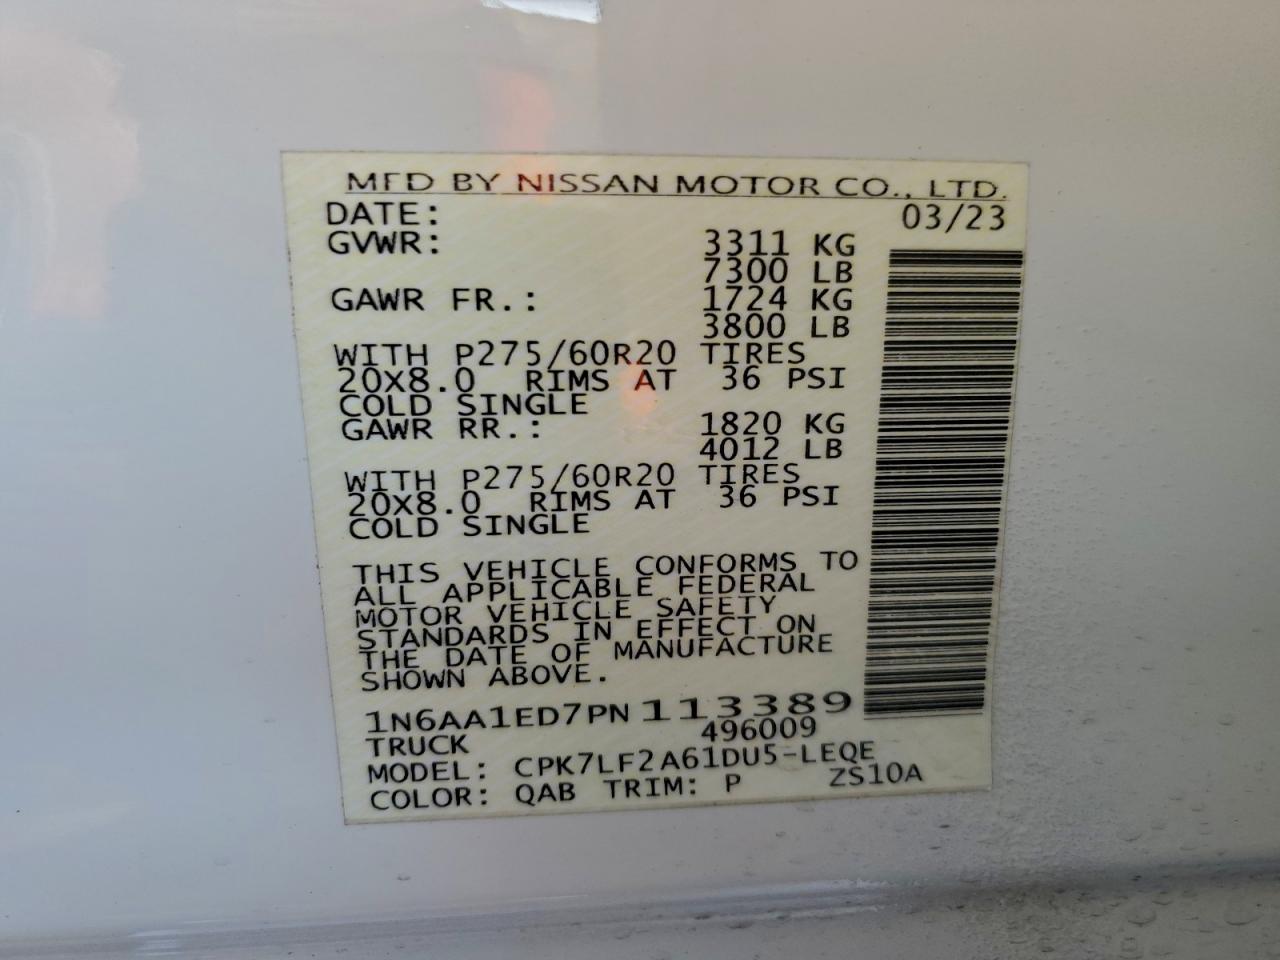 MFD BY NISSAN MOTOR CO., LTD.
DATE: 03/23
GVWR: 3311 KG
7300 LB
GAWR FR.: 1724 KG
3800 LB
WITH P275/60R20 TIRES
20X8.0 RIMS AT 36 PSI
COLD SINGLE
GAWR RR.: 1820 KG
4012 LB
WITH P275/60R20 TIRES
20X8.0 RIMS AT 36 PSI
COLD SINGLE
THIS VEHICLE CONFORMS TO
ALL APPLICABLE FEDERAL
MOTOR VEHICLE SAFETY
STANDARDS IN EFFECT ON
THE DATE OF MANUFACTURE
SHOWN ABOVE.
1N6AA1ED7PN113389
TRUCK 496009
MODEL: CPK7LF2A61DU5-LEQE
COLOR: QAB TRIM: P ZS10A